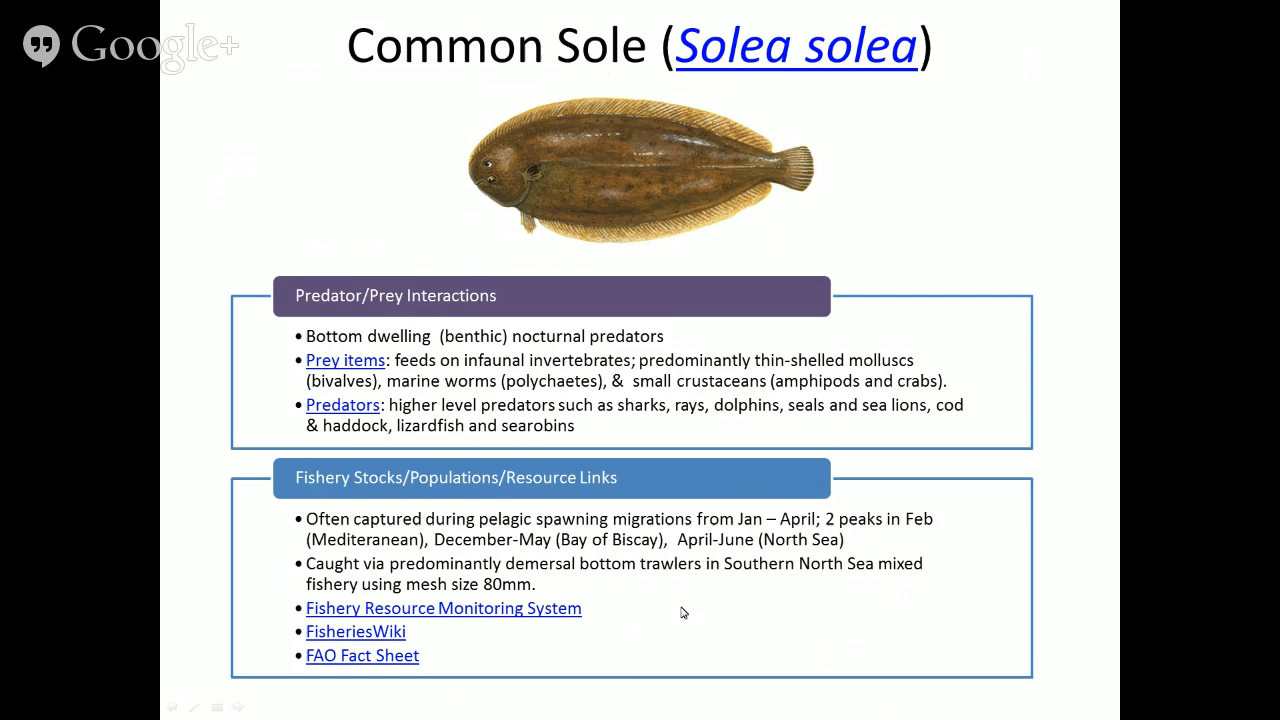 Google+
Common Sole (Solea solea)
Predator/Prey Interactions
•Bottom dwelling (benthic) nocturnal predators
•Prey items: feeds on infaunal invertebrates; predominantly thin-shelled molluscs
(bivalves), marine worms (polychaetes), & small crustaceans (amphipods and crabs).
•Predators: higher level predators such as sharks, rays, dolphins, seals and sea lions, cod
& haddock, lizardfish and searobins
Fishery Stocks/Populations/Resource Links
•Often captured during pelagic spawning migrations from Jan – April; 2 peaks in Feb
(Mediteranean), December-May (Bay of Biscay), April-June (North Sea)
•Caught via predominantly demersal bottom trawlers in Southern North Sea mixed
fishery using mesh size 80mm.
•Fishery Resource Monitoring System
•FisheriesWiki
•FAO Fact Sheet